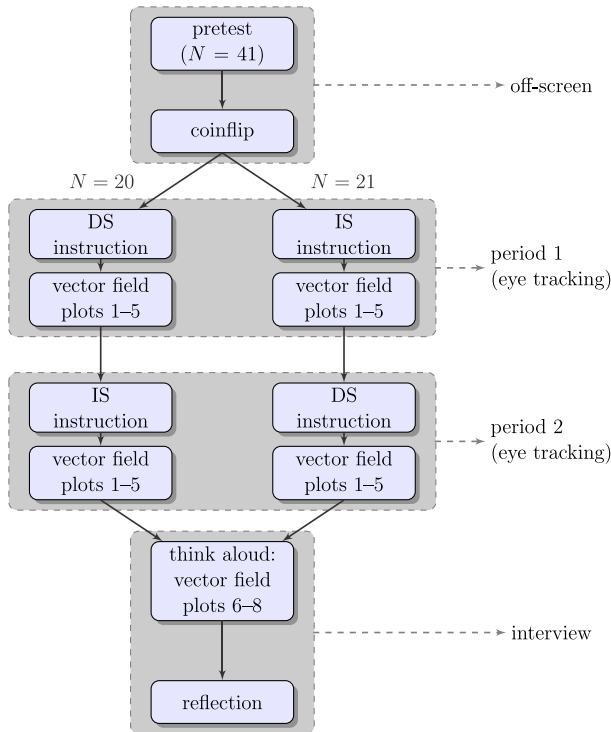 pretest
(N = 41)
off-screen
coinflip
N = 20
N = 21
DS
instruction
IS
instruction
vector field
plots 1–5
vector field
plots 1–5
period 1
(eye tracking)
IS
instruction
DS
instruction
vector field
plots 1–5
vector field
plots 1–5
period 2
(eye tracking)
think aloud:
vector field
plots 6–8
interview
reflection